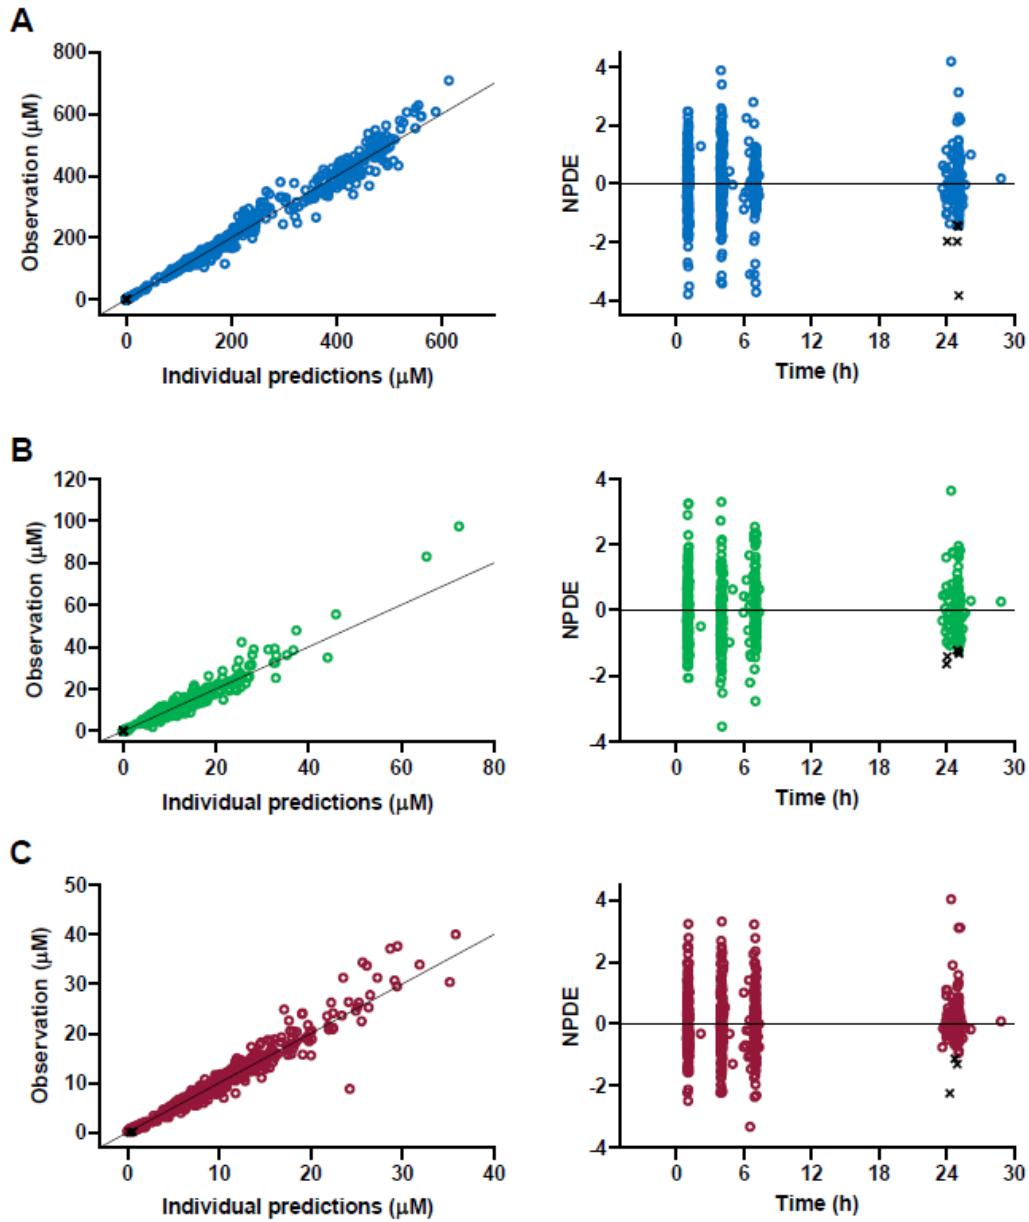 A
800
600
400
200
0
Observation (μM)
0 200 400 600
Individual predictions (μM)
4
2
0
-2
-4
NPDE
0 6 12 18 24 30
Time (h)
B
120
100
80
60
40
20
0
Observation (μM)
0 20 40 60 80
Individual predictions (μM)
4
2
0
-2
-4
NPDE
0 6 12 18 24 30
Time (h)
C
50
40
30
20
10
0
Observation (μM)
0 10 20 30 40
Individual predictions (μM)
4
2
0
-2
-4
NPDE
0 6 12 18 24 30
Time (h)